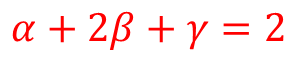 α + 2β + γ = 2